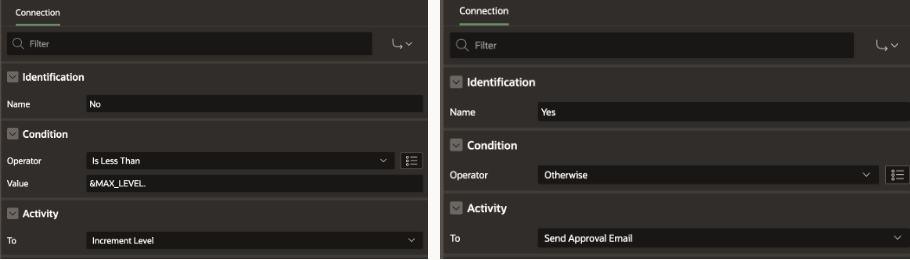 Connection
Filter
Identification
Name No
Condition
Operator Is Less Than
Value &MAX_LEVEL.
Activity
To Increment Level
Connection
Filter
Identification
Name Yes
Condition
Operator Otherwise
Activity
To Send Approval Email